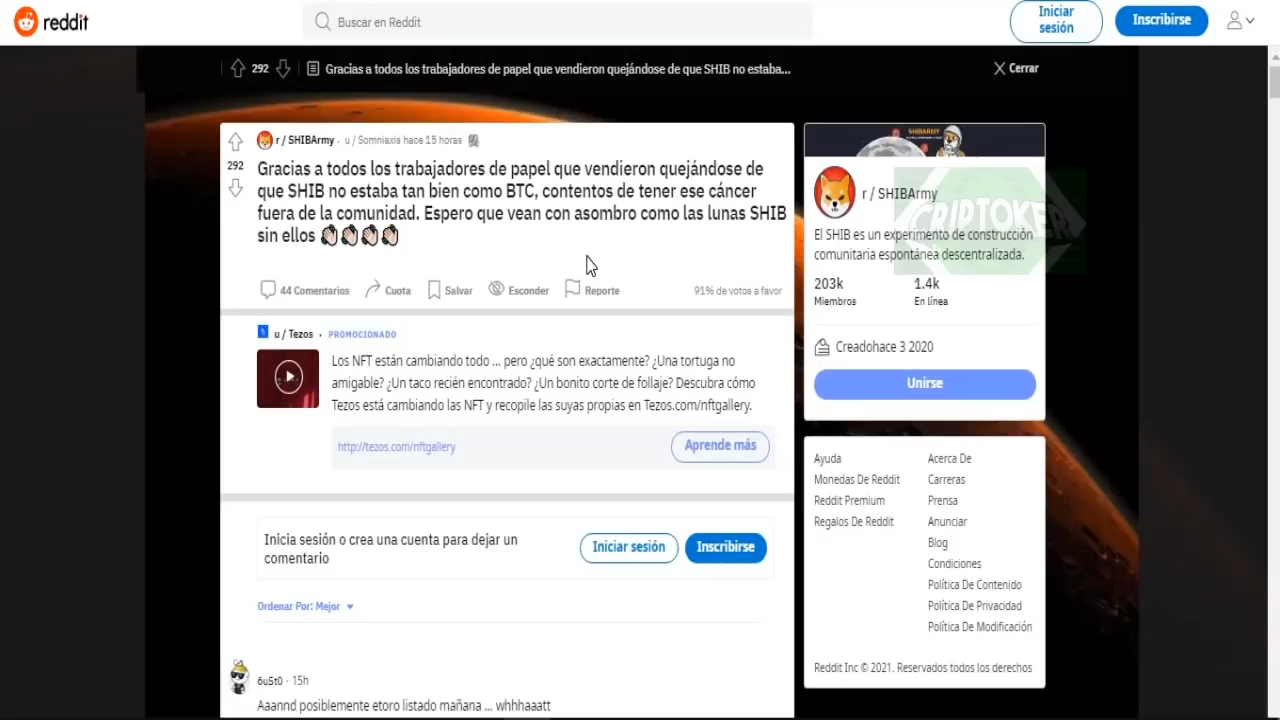 reddit
Buscar en Reddit
Iniciar sesión
Inscribirse
292
Gracias a todos los trabajadores de papel que vendieron quejándose de que SHIB no estaba...
Cerrar
r / SHIBArmy · u / Somniaxis hace 15 horas
292
Gracias a todos los trabajadores de papel que vendieron quejándose de
que SHIB no estaba tan bien como BTC, contentos de tener ese cáncer
fuera de la comunidad. Espero que vean con asombro como las lunas SHIB
sin ellos 👏🏻👏🏻👏🏻👏🏻
44 Comentarios
Cuota
Salvar
Esconder
Reporte
91% de votos a favor
u / Tezos · PROMOCIONADO
Los NFT están cambiando todo ... pero ¿qué son exactamente? ¿Una tortuga no
amigable? ¿Un taco recién encontrado? ¿Un bonito corte de follaje? Descubra cómo
Tezos está cambiando las NFT y recopile las suyas propias en Tezos.com/nftgallery.
http://tezos.com/nftgallery
Aprende más
Inicia sesión o crea una cuenta para dejar un
comentario
Iniciar sesión
Inscribirse
Ordenar Por: Mejor
6u5t0 · 15h
Aaannd posiblemente etoro listado mañana ... whhhaaatt
SHIBARMY
r / SHIBArmy
CRIPTOKER
El SHIB es un experimento de construcción
comunitaria espontánea descentralizada.
203k
1.4k
Miembros
En línea
Creadohace 3 2020
Unirse
Ayuda
Acerca De
Monedas De Reddit
Carreras
Reddit Premium
Prensa
Regalos De Reddit
Anunciar
Blog
Condiciones
Política De Contenido
Política De Privacidad
Política De Modificación
Reddit Inc © 2021. Reservados todos los derechos